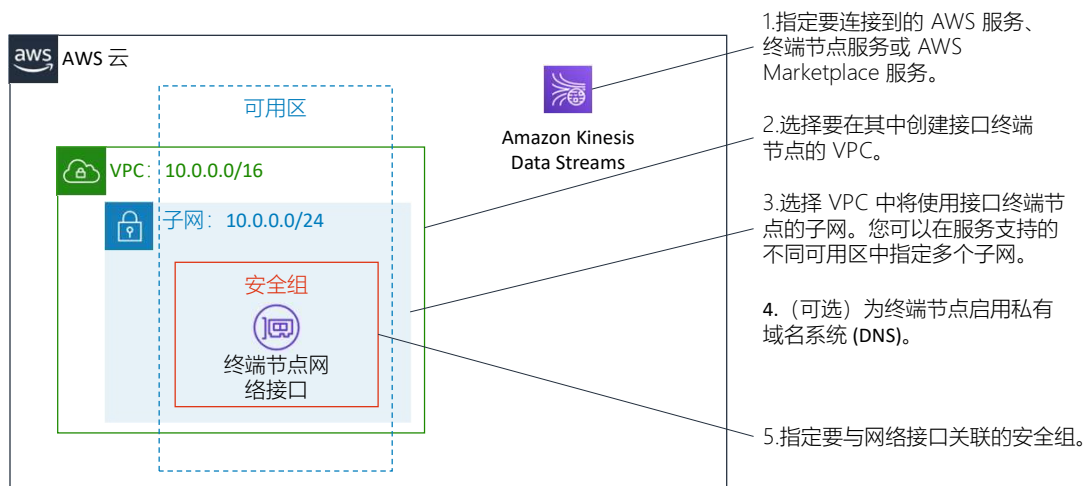 aws
AWS 云
可用区
Amazon Kinesis
Data Streams
VPC：10.0.0.0/16
子网：10.0.0.0/24
安全组
终端节点网
络接口
1.指定要连接到的 AWS 服务、
终端节点服务或 AWS
Marketplace 服务。
2.选择要在其中创建接口终端
节点的 VPC。
3.选择 VPC 中将使用接口终端节
点的子网。您可以在服务支持的
不同可用区中指定多个子网。
4.（可选）为终端节点启用私有
域名系统 (DNS)。
5.指定要与网络接口关联的安全组。